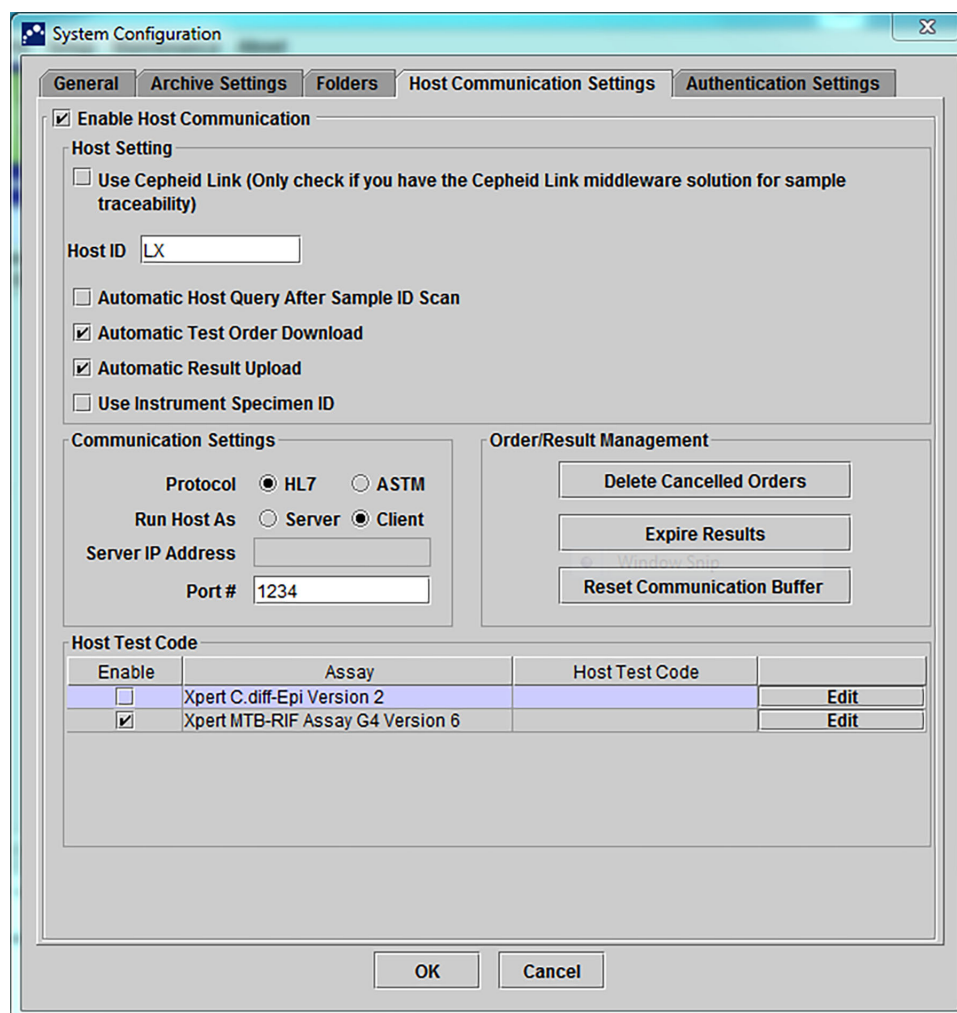 System Configuration
General Archive Settings Folders Host Communication Settings Authentication Settings
Enable Host Communication
Host Setting
Use Cepheid Link (Only check if you have the Cepheid Link middleware solution for sample
traceability)
Host ID LX
Automatic Host Query After Sample ID Scan
Automatic Test Order Download
Automatic Result Upload
Use Instrument Specimen ID
Communication Settings
Protocol HL7 ASTM
Run Host As Server Client
Server IP Address
Port # 1234
Order/Result Management
Delete Cancelled Orders
Expire Results
Window Snip
Reset Communication Buffer
Host Test Code
Enable Assay Host Test Code
Xpert C.diff-Epi Version 2 Edit
Xpert MTB-RIF Assay G4 Version 6 Edit
OK Cancel